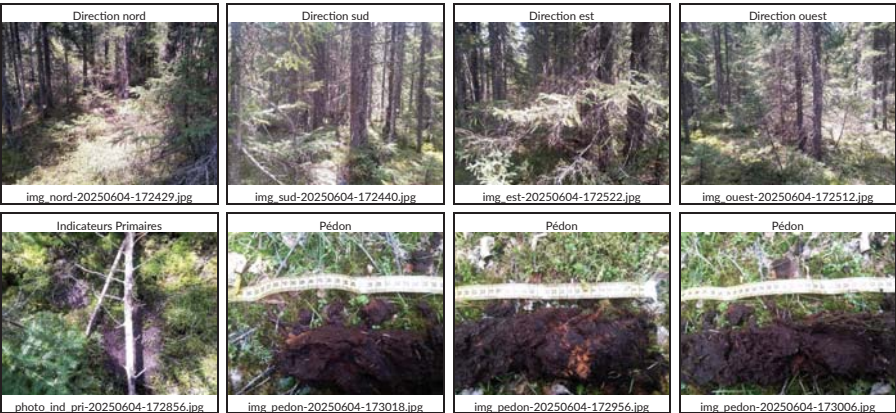 Direction nord
Direction sud
Direction est
Direction ouest
img_nord-20250604-172429.jpg
img_sud-20250604-172440.jpg
img_est-20250604-172522.jpg
img_ouest-20250604-172512.jpg
Indicateurs Primaires
Pédon
Pédon
Pédon
photo_ind_pri-20250604-172856.jpg
img_pedon-20250604-173018.jpg
img_pedon-20250604-172956.jpg
img_pedon-20250604-173006.jpg